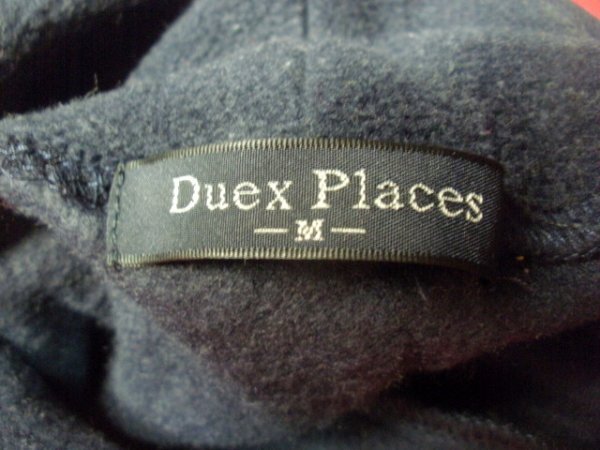 Duex Places
—M—